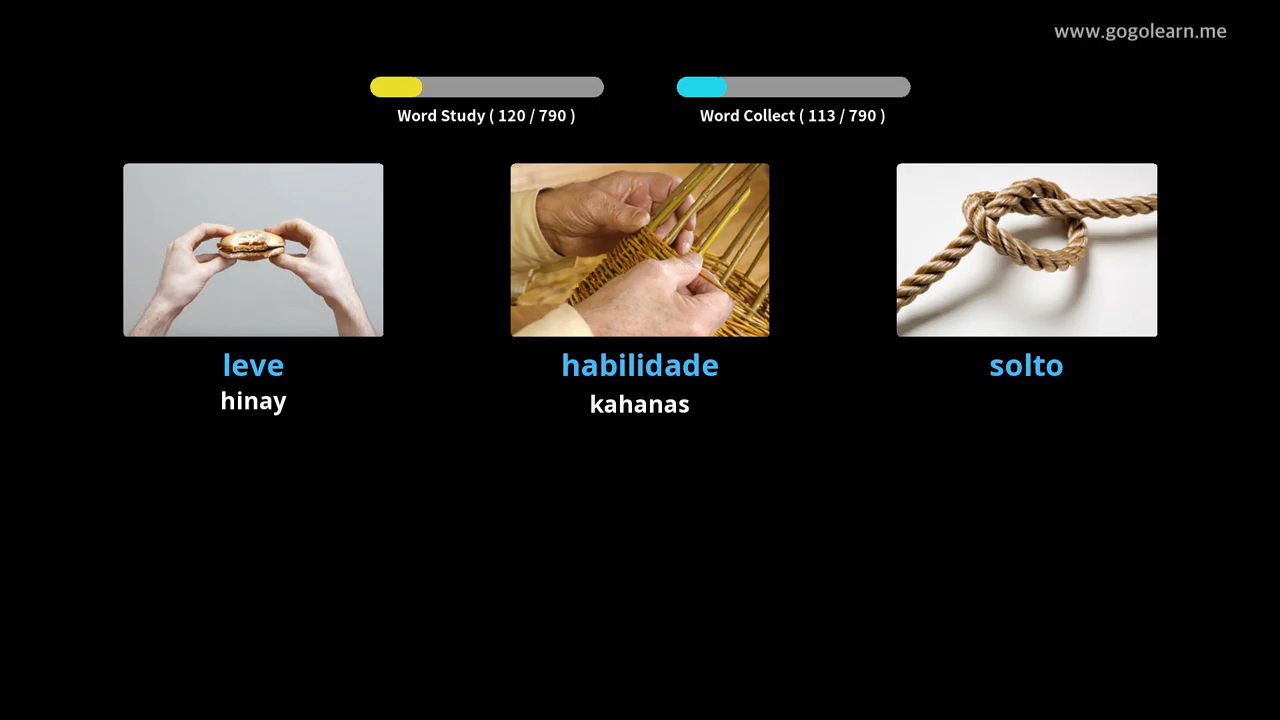 www.gogolearn.me
Word Study ( 120 / 790 )
Word Collect ( 113 / 790 )
leve
habilidade
solto
hinay
kahanas